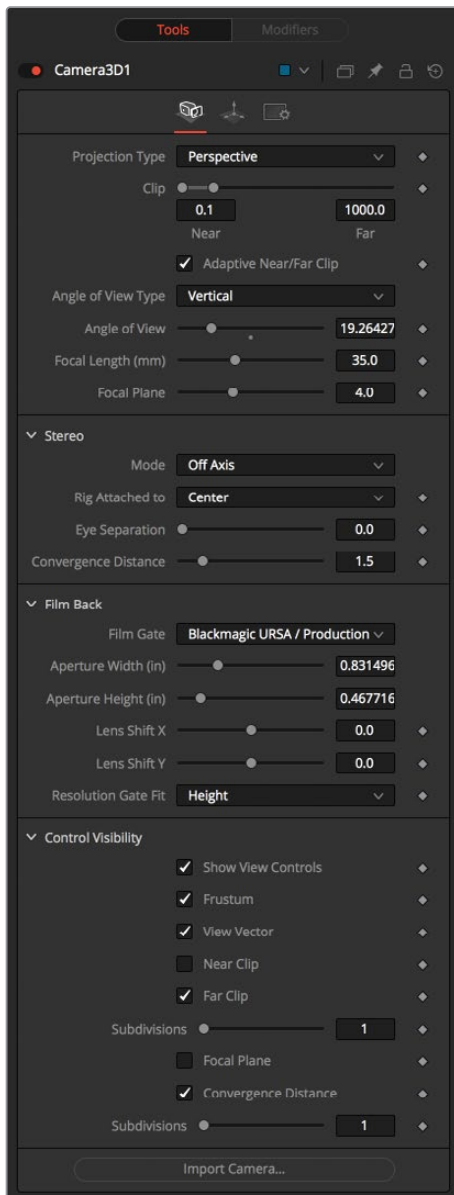 Tools Modifiers
Camera3D1
Projection Type Perspective
Clip
0.1 1000.0
Near Far
Adaptive Near/Far Clip
Angle of View Type Vertical
Angle of View 19.26427
Focal Length (mm) 35.0
Focal Plane 4.0
Stereo
Mode Off Axis
Rig Attached to Center
Eye Separation 0.0
Convergence Distance 1.5
Film Back
Film Gate Blackmagic URSA / Production
Aperture Width (in) 0.831496
Aperture Height (in) 0.467716
Lens Shift X 0.0
Lens Shift Y 0.0
Resolution Gate Fit Height
Control Visibility
Show View Controls
Frustum
View Vector
Near Clip
Far Clip
Subdivisions 1
Focal Plane
Convergence Distance
Subdivisions 1
Import Camera...